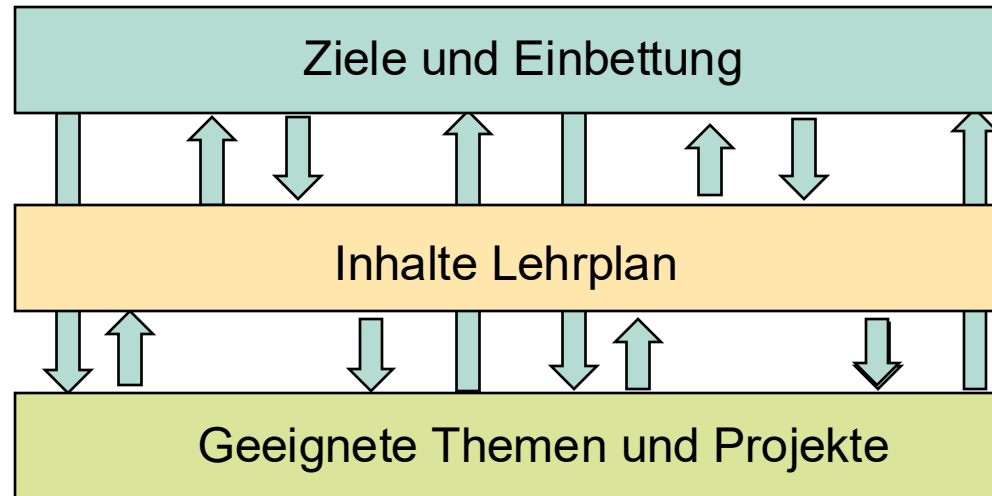 Ziele und Einbettung
Inhalte Lehrplan
Geeignete Themen und Projekte